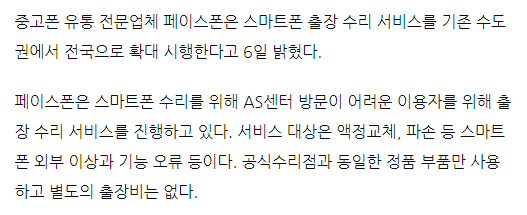 중고폰 유통 전문업체 페이스폰은 스마트폰 출장 수리 서비스를 기존 수도
권에서 전국으로 확대 시행한다고 6일 밝혔다.
페이스폰은 스마트폰 수리를 위해 AS센터 방문이 어려운 이용자를 위해 출
장 수리 서비스를 진행하고 있다. 서비스 대상은 액정교체, 파손 등 스마트
폰 외부 이상과 기능 오류 등이다. 공식수리점과 동일한 정품 부품만 사용
하고 별도의 출장비는 없다.